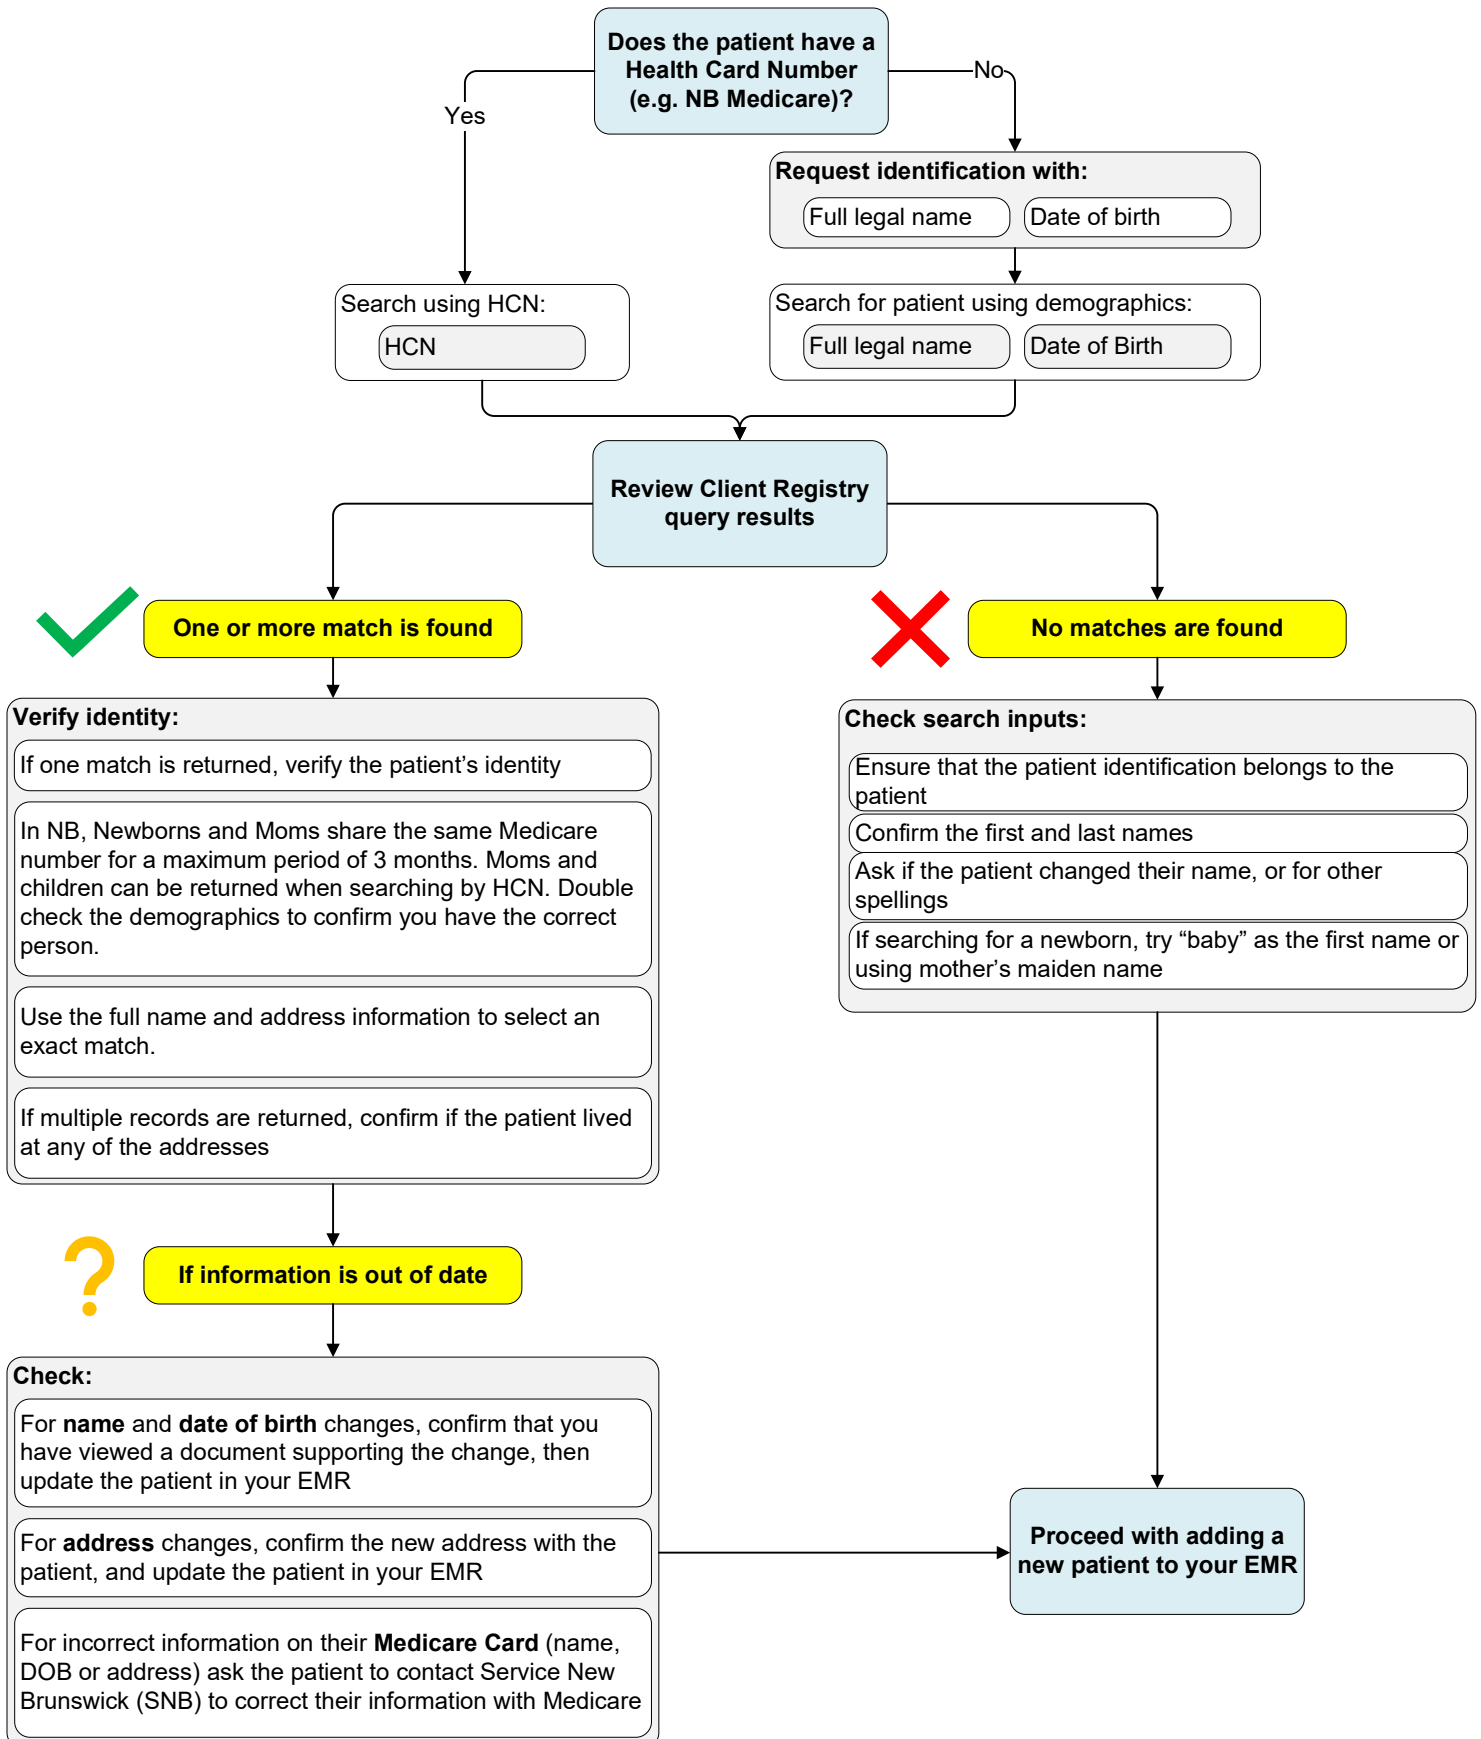 Does the patient have a
Health Card Number
(e.g. NB Medicare)?
Yes
No
Request identification with:
Full legal name
Date of birth
Search using HCN:
HCN
Search for patient using demographics:
Full legal name
Date of Birth
Review Client Registry
query results
One or more match is found
No matches are found
Verify identity:
If one match is returned, verify the patient’s identity
In NB, Newborns and Moms share the same Medicare
number for a maximum period of 3 months. Moms and
children can be returned when searching by HCN. Double
check the demographics to confirm you have the correct
person.
Use the full name and address information to select an
exact match.
If multiple records are returned, confirm if the patient lived
at any of the addresses
Check search inputs:
Ensure that the patient identification belongs to the
patient
Confirm the first and last names
Ask if the patient changed their name, or for other
spellings
If searching for a newborn, try “baby” as the first name or
using mother’s maiden name
?
If information is out of date
Check:
For name and date of birth changes, confirm that you
have viewed a document supporting the change, then
update the patient in your EMR
For address changes, confirm the new address with the
patient, and update the patient in your EMR
For incorrect information on their Medicare Card (name,
DOB or address) ask the patient to contact Service New
Brunswick (SNB) to correct their information with Medicare
Proceed with adding a
new patient to your EMR